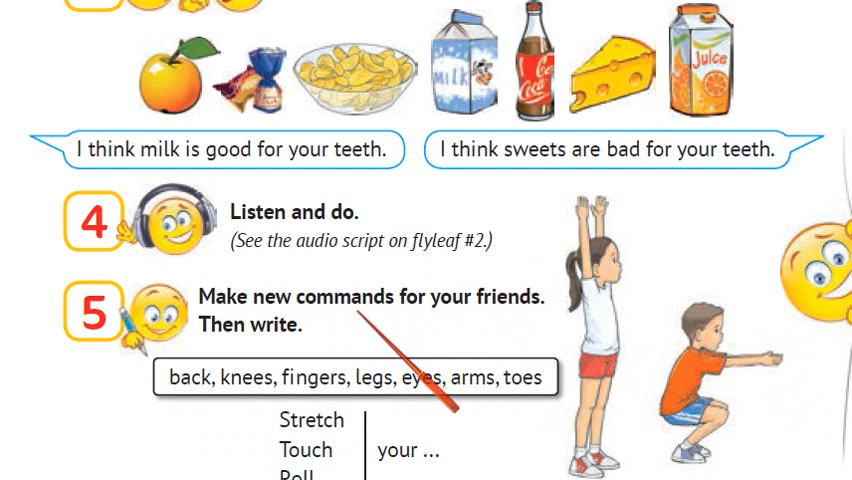 Milk
Coca
Juice
I think milk is good for your teeth.
I think sweets are bad for your teeth.
4
Listen and do.
(See the audio script on flyleaf #2.)
5
Make new commands for your friends.
Then write.
back, knees, fingers, legs, eyes, arms, toes
Stretch
Touch
your ...
Roll